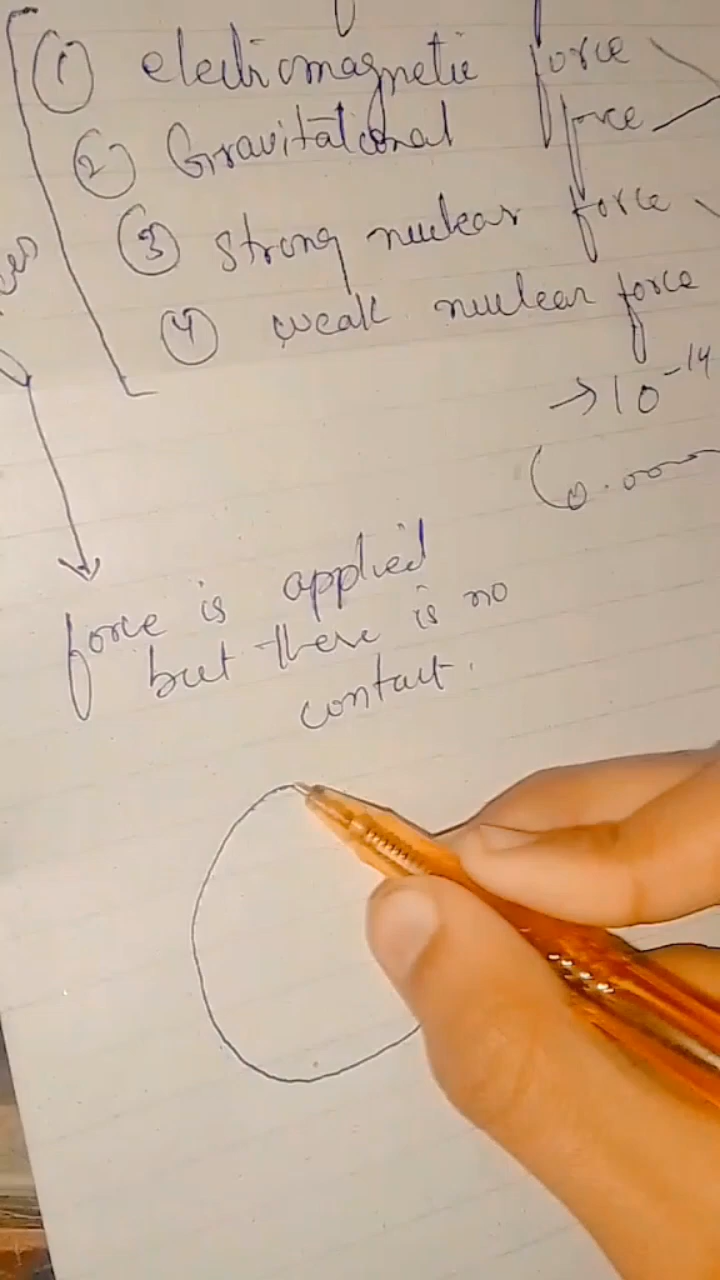 ① electromagnetic force
② Gravitational force
③ strong nuclear force
④ weak nuclear force
→10⁻¹⁴
force is applied
but there is no
contact.